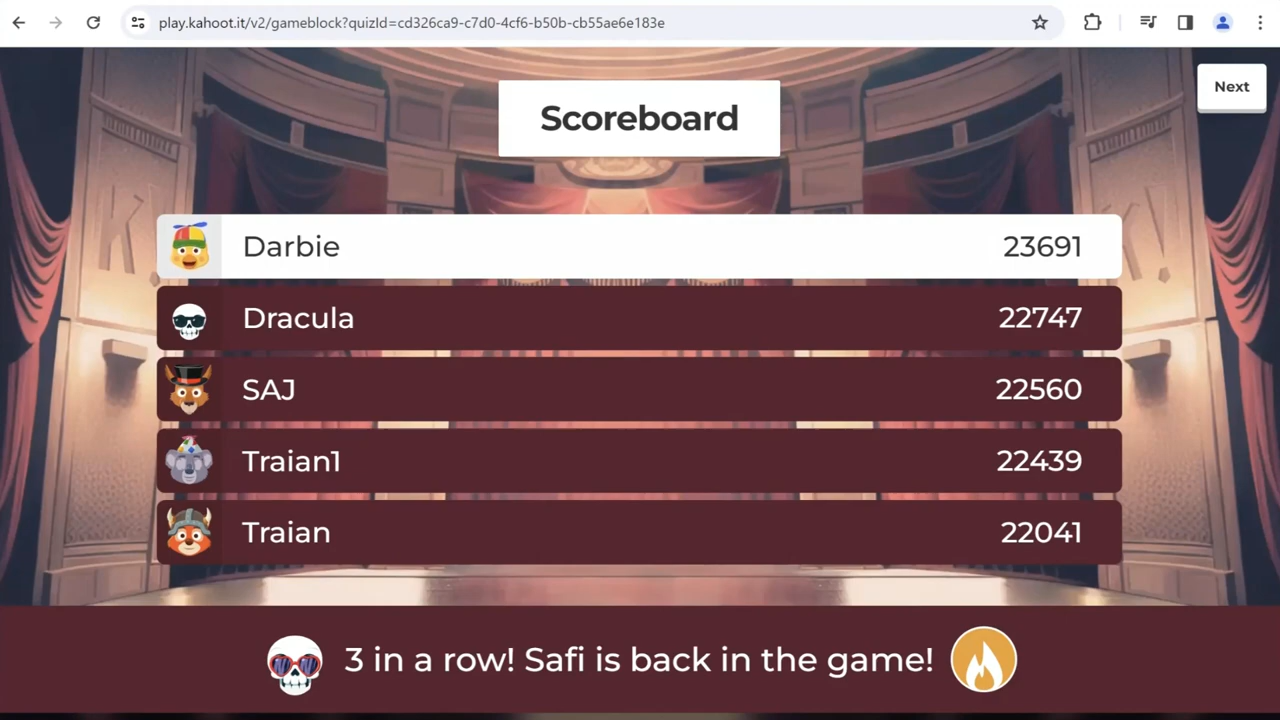 play.kahoot.it/v2/gameblock?quizId=cd326ca9-c7d0-4cf6-b50b-cb55ae6e183e
Next
Scoreboard
Darbie 23691
Dracula 22747
SAJ 22560
Traian1 22439
Traian 22041
3 in a row! Safi is back in the game!
K!